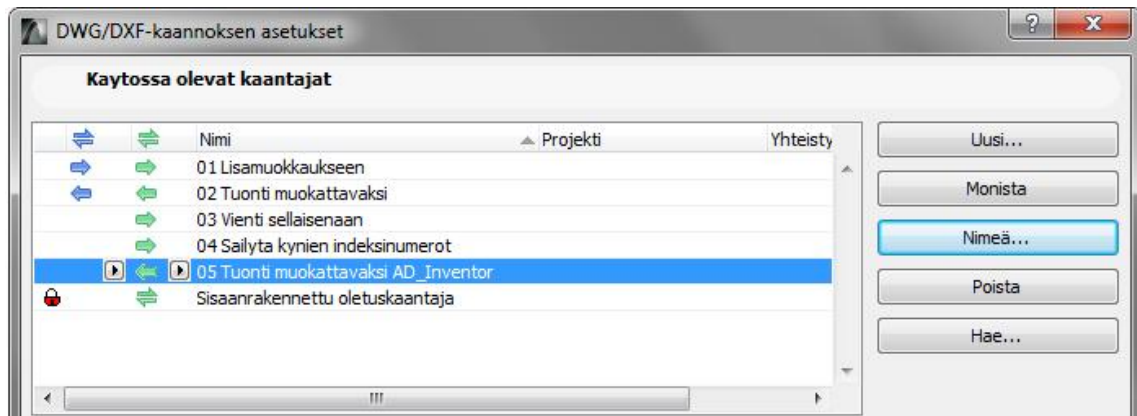 DWG/DXF-kaannoksen asetukset
Kaytossa olevat kaantajat
Nimi Projekti Yhteisty
01 Lisamuokkaukseen
02 Tuonti muokattavaksi
03 Vienti sellaisenaan
04 Sailyta kynien indeksinumerot
05 Tuonti muokattavaksi AD_Inventor
Sisaanrakennettu oletuskaantaja
Uusi...
Monista
Nimeä...
Poista
Hae...